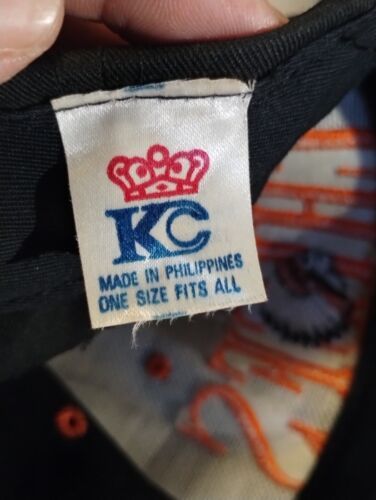 KC
MADE IN PHILIPPINES
ONE SIZE FITS ALL